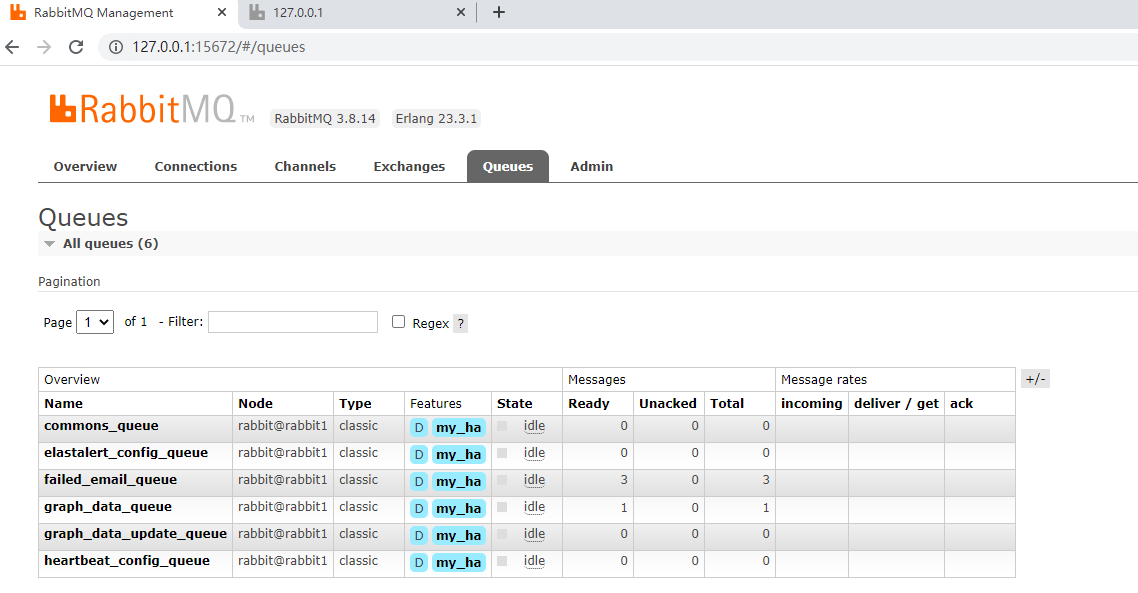 RabbitMQ Management
127.0.0.1
127.0.0.1:15672/#/queues
RabbitMQ TM RabbitMQ 3.8.14 Erlang 23.3.1
Overview Connections Channels Exchanges Queues Admin
Queues
All queues (6)
Pagination
Page 1 of 1 - Filter: Regex ?
Overview Messages Message rates +/-
Name Node Type Features State Ready Unacked Total incoming deliver / get ack
commons_queue rabbit@rabbit1 classic D my_ha idle 0 0 0
elastalert_config_queue rabbit@rabbit1 classic D my_ha idle 0 0 0
failed_email_queue rabbit@rabbit1 classic D my_ha idle 3 0 3
graph_data_queue rabbit@rabbit1 classic D my_ha idle 1 0 1
graph_data_update_queue rabbit@rabbit1 classic D my_ha idle 0 0 0
heartbeat_config_queue rabbit@rabbit1 classic D my_ha idle 0 0 0